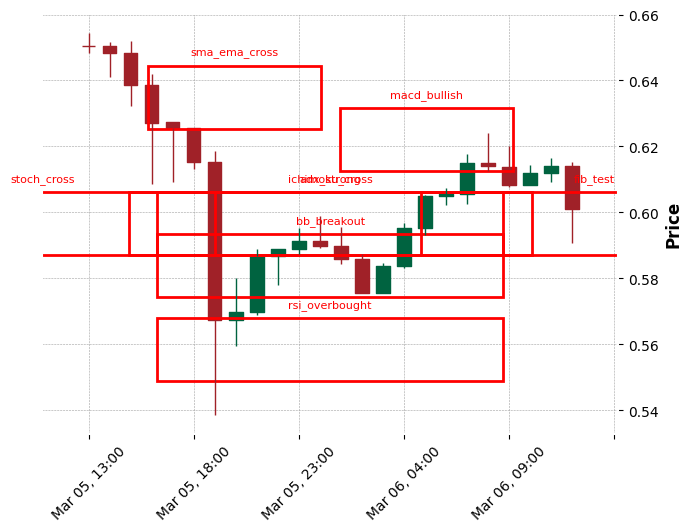 0.66
sma_ema_cross
0.64
macd_bullish
0.62
stoch_cross
bb_test
0.60
Price
bb_breakout
0.58
rsi_overbought
0.56
0.54
Mar 05, 13:00
Mar 05, 18:00
Mar 05, 23:00
Mar 06, 04:00
Mar 06, 09:00